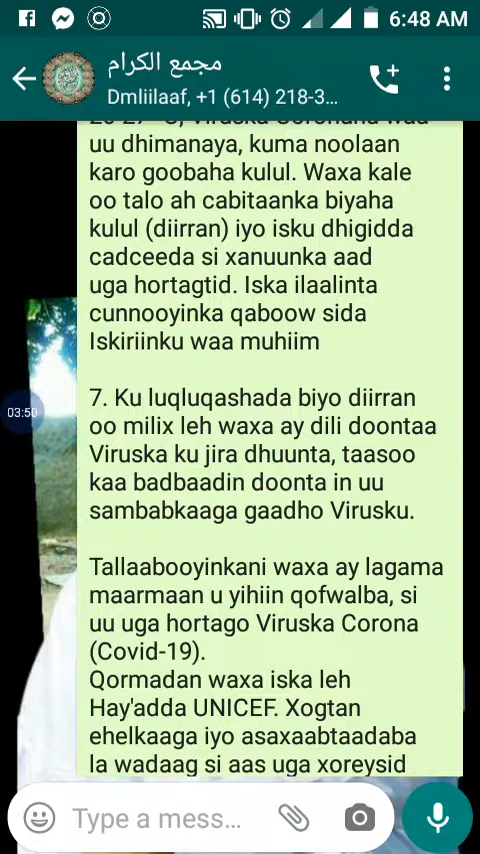 6:48 AM
مجمع الكرام
Dmliilaaf, +1 (614) 218-3...
uu dhimanaya, kuma noolaan
karo goobaha kulul. Waxa kale
oo talo ah cabitaanka biyaha
kulul (diirran) iyo isku dhigidda
cadceeda si xanuunka aad
uga hortagtid. Iska ilaalinta
cunnooyinka qaboow sida
Iskiriinku waa muhiim
7. Ku luqluqashada biyo diirran
oo milix leh waxa ay dili doontaa
Viruska ku jira dhuunta, taasoo
kaa badbaadin doonta in uu
sambabkaaga gaadho Virusku.
Tallaabooyinkani waxa ay lagama
maarmaan u yihiin qofwalba, si
uu uga hortago Viruska Corona
(Covid-19).
Qormadan waxa iska leh
Hay'adda UNICEF. Xogtan
ehelkaaga iyo asaxaabtaadaba
la wadaag si aas uga xoreysid
03:50
Type a mess...